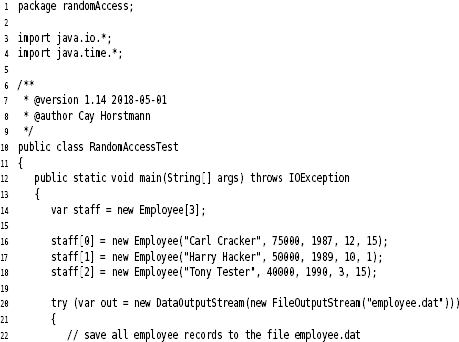 1 package randomAccess;
2
3 import java.io.*;
4 import java.time.*;
5
6 /**
7  * @version 1.14 2018-05-01
8  * @author Cay Horstmann
9  */
10 public class RandomAccessTest
11 {
12    public static void main(String[] args) throws IOException
13    {
14       var staff = new Employee[3];
15
16       staff[0] = new Employee("Carl Cracker", 75000, 1987, 12, 15);
17       staff[1] = new Employee("Harry Hacker", 50000, 1989, 10, 1);
18       staff[2] = new Employee("Tony Tester", 40000, 1990, 3, 15);
19
20       try (var out = new DataOutputStream(new FileOutputStream("employee.dat")))
21       {
22          // save all employee records to the file employee.dat